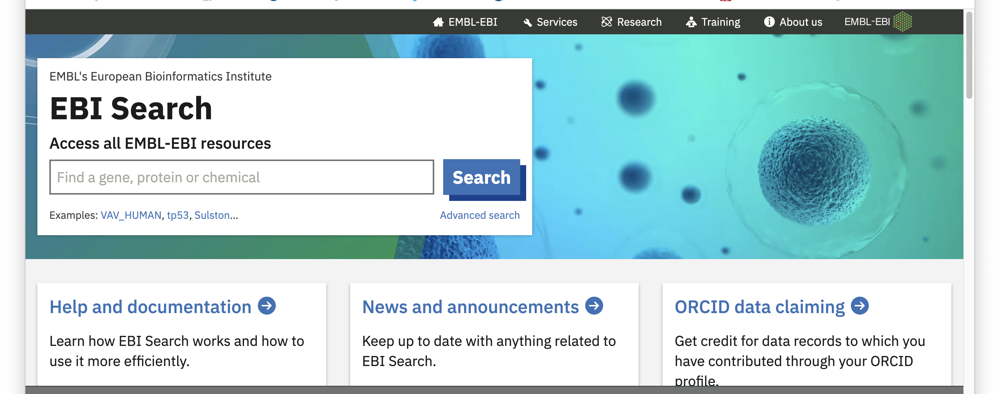 EMBL-EBI Services Research Training About us EMBL-EBI
EMBL's European Bioinformatics Institute
EBI Search
Access all EMBL-EBI resources
Find a gene, protein or chemical Search
Examples: VAV_HUMAN, tp53, Sulston... Advanced search
Help and documentation
Learn how EBI Search works and how to
use it more efficiently.
News and announcements
Keep up to date with anything related to
EBI Search.
ORCID data claiming
Get credit for data records to which you
have contributed through your ORCID
profile.